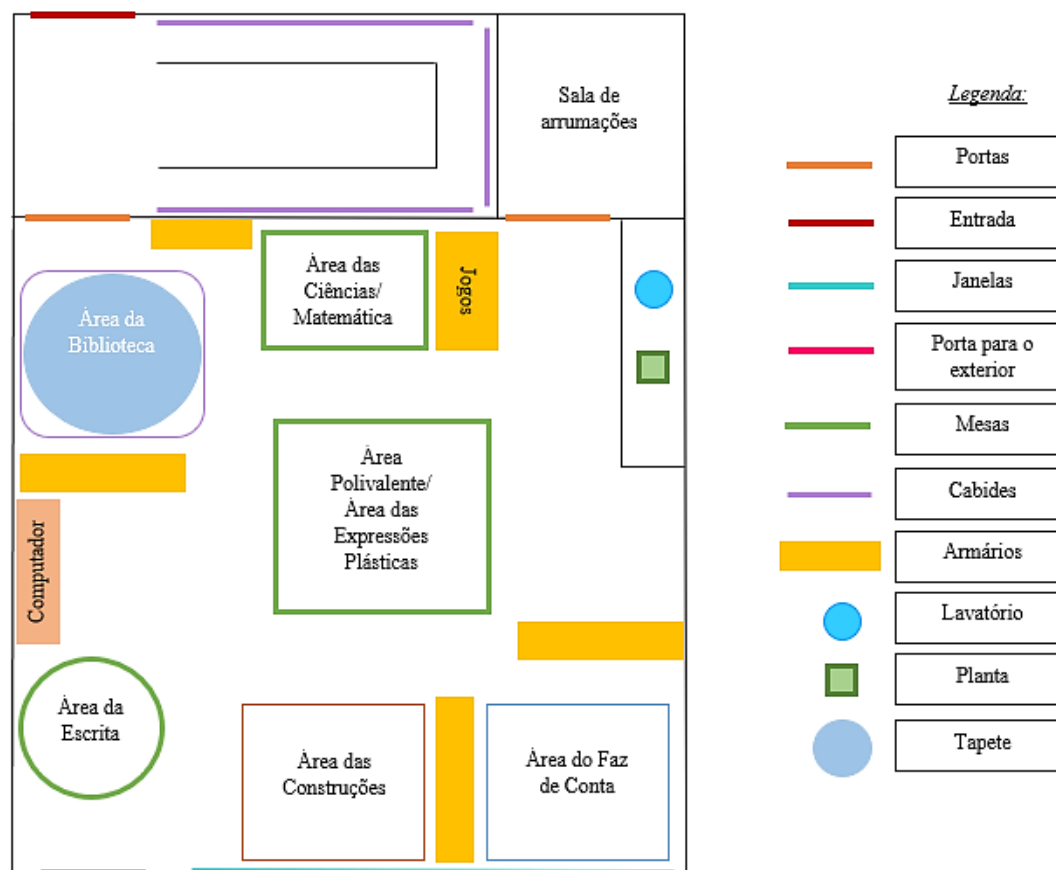 Sala de
arrumações
Área das
Ciências/
Matemática
Jogos
Área da
Biblioteca
Área
Polivalente/
Área das
Expressões
Plásticas
Computador
Área da
Escrita
Área das
Construções
Área do Faz
de Conta
Legenda:
Portas
Entrada
Janelas
Porta para o
exterior
Mesas
Cabides
Armários
Lavatório
Planta
Tapete